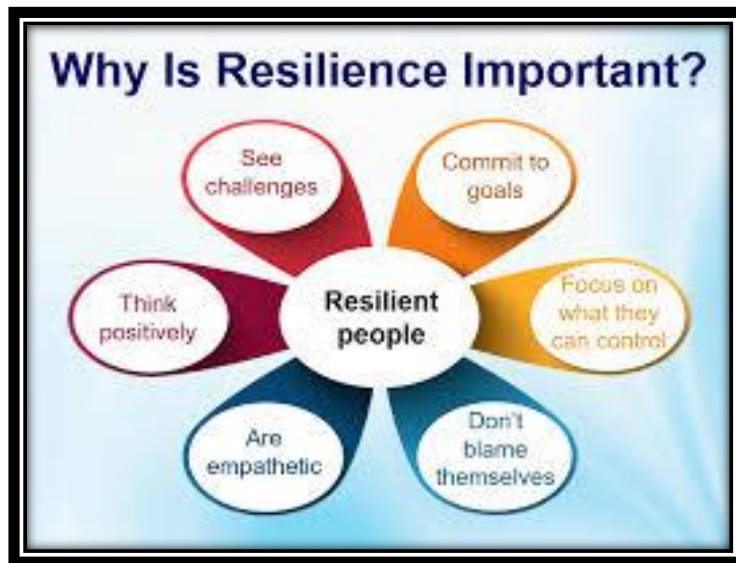 Why Is Resilience Important?
See
challenges
Commit to
goals
Think
positively
Resilient
people
Focus on
what they
can control
Are
empathetic
Don't
blame
themselves